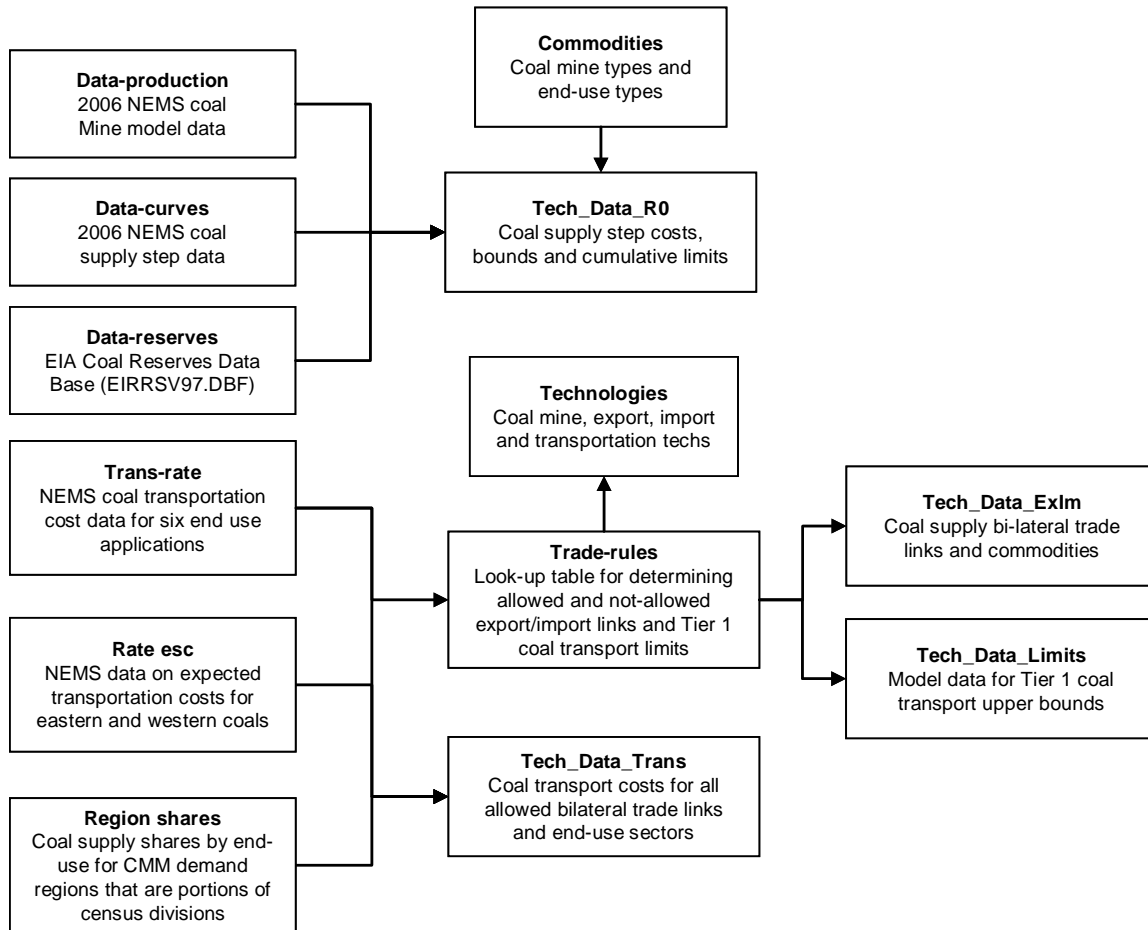 Commodities
Coal mine types and
end-use types
Data-production
2006 NEMS coal
Mine model data
Data-curves
2006 NEMS coal
supply step data
Tech_Data_R0
Coal supply step costs,
bounds and cumulative limits
Data-reserves
EIA Coal Reserves Data
Base (EIRRSV97.DBF)
Technologies
Coal mine, export, import
and transportation techs
Trans-rate
NEMS coal transportation
cost data for six end use
applications
Trade-rules
Look-up table for determining
allowed and not-allowed
export/import links and Tier 1
coal transport limits
Tech_Data_ExIm
Coal supply bi-lateral trade
links and commodities
Rate esc
NEMS data on expected
transportation costs for
eastern and western coals
Tech_Data_Limits
Model data for Tier 1 coal
transport upper bounds
Tech_Data_Trans
Coal transport costs for all
allowed bilateral trade links
and end-use sectors
Region shares
Coal supply shares by end-
use for CMM demand
regions that are portions of
census divisions